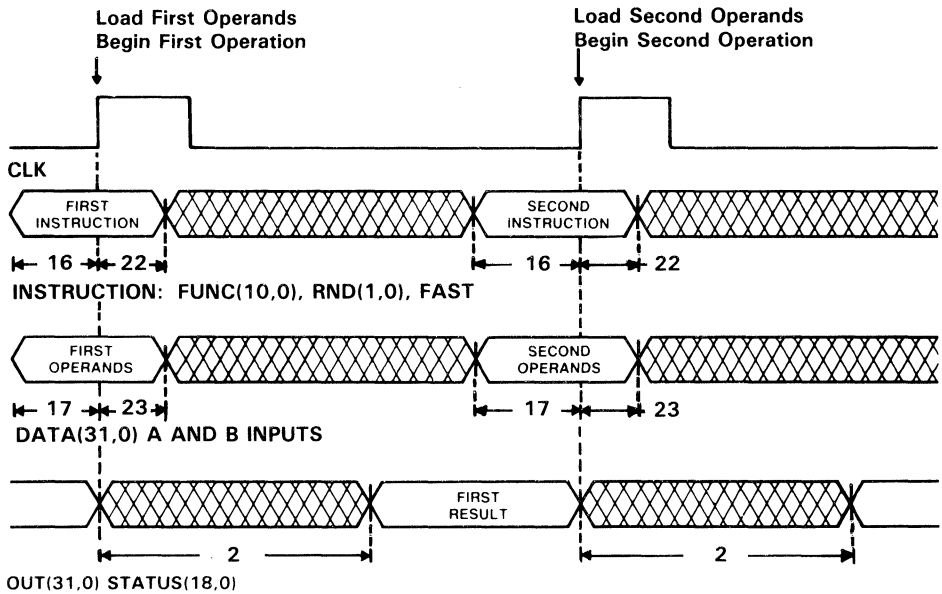 Load First Operands
Begin First Operation
Load Second Operands
Begin Second Operation
CLK
FIRST
INSTRUCTION
SECOND
INSTRUCTION
16
22
16
22
INSTRUCTION: FUNC(10,0), RND(1,0), FAST
FIRST
OPERANDS
SECOND
OPERANDS
17
23
17
23
DATA(31,0) A AND B INPUTS
FIRST
RESULT
2
2
OUT(31,0) STATUS(18,0)